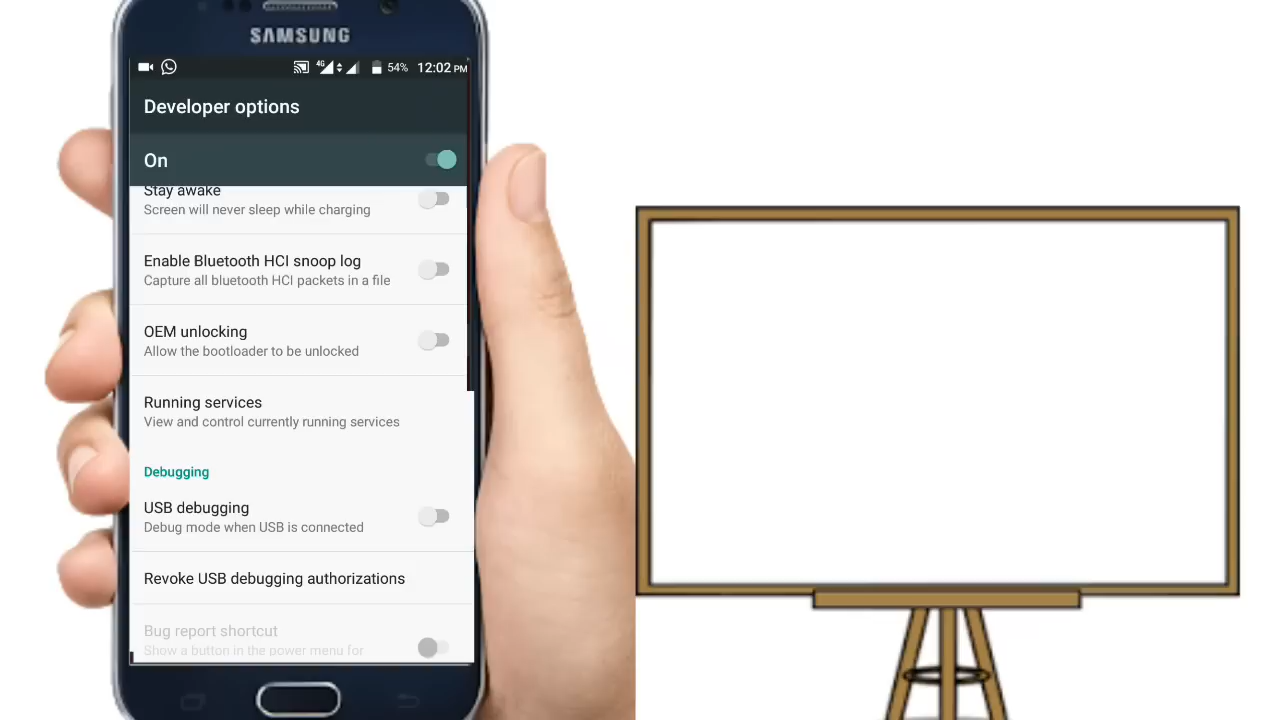 SAMSUNG
4G 54% 12:02 PM
Developer options
On
Stay awake
Screen will never sleep while charging
Enable Bluetooth HCI snoop log
Capture all bluetooth HCI packets in a file
OEM unlocking
Allow the bootloader to be unlocked
Running services
View and control currently running services
Debugging
USB debugging
Debug mode when USB is connected
Revoke USB debugging authorizations
Bug report shortcut
Show a button in the power menu for